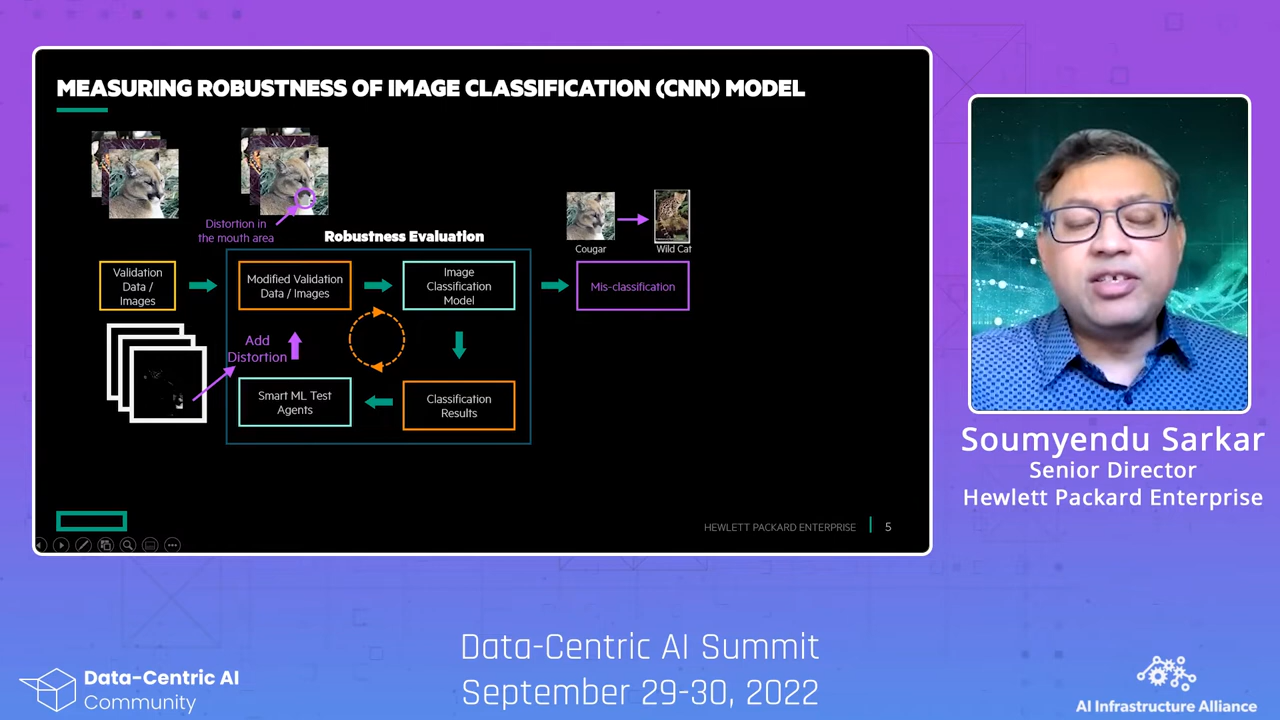 MEASURING ROBUSTNESS OF IMAGE CLASSIFICATION (CNN) MODEL
Distortion in
the mouth area
Robustness Evaluation
Cougar
Wild Cat
Validation
Data /
Images
Modified Validation
Data / Images
Image
Classification
Model
Mis-classification
Add
Distortion
Smart ML Test
Agents
Classification
Results
HEWLETT PACKARD ENTERPRISE
5
Soumyendu Sarkar
Senior Director
Hewlett Packard Enterprise
Data-Centric AI Summit
September 29-30, 2022
Data-Centric AI
Community
AI Infrastructure Alliance